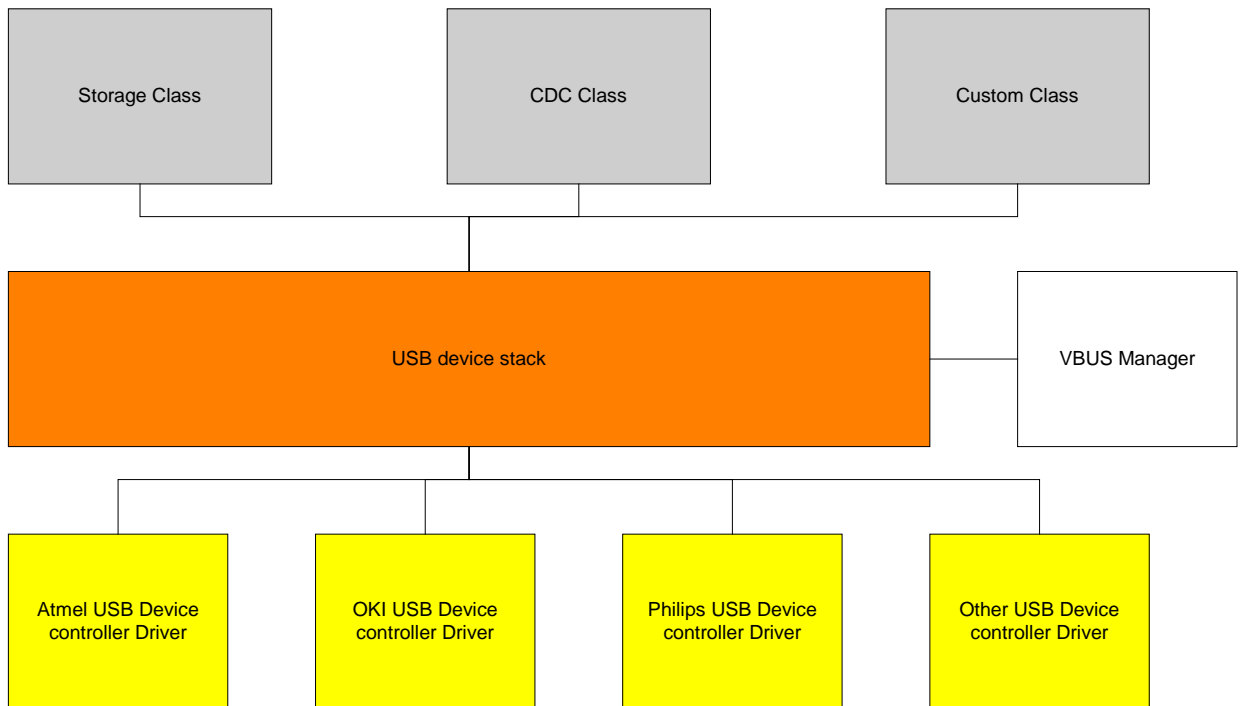 Storage Class
CDC Class
Custom Class
USB device stack
VBUS Manager
Atmel USB Device
controller Driver
OKI USB Device
controller Driver
Philips USB Device
controller Driver
Other USB Device
controller Driver